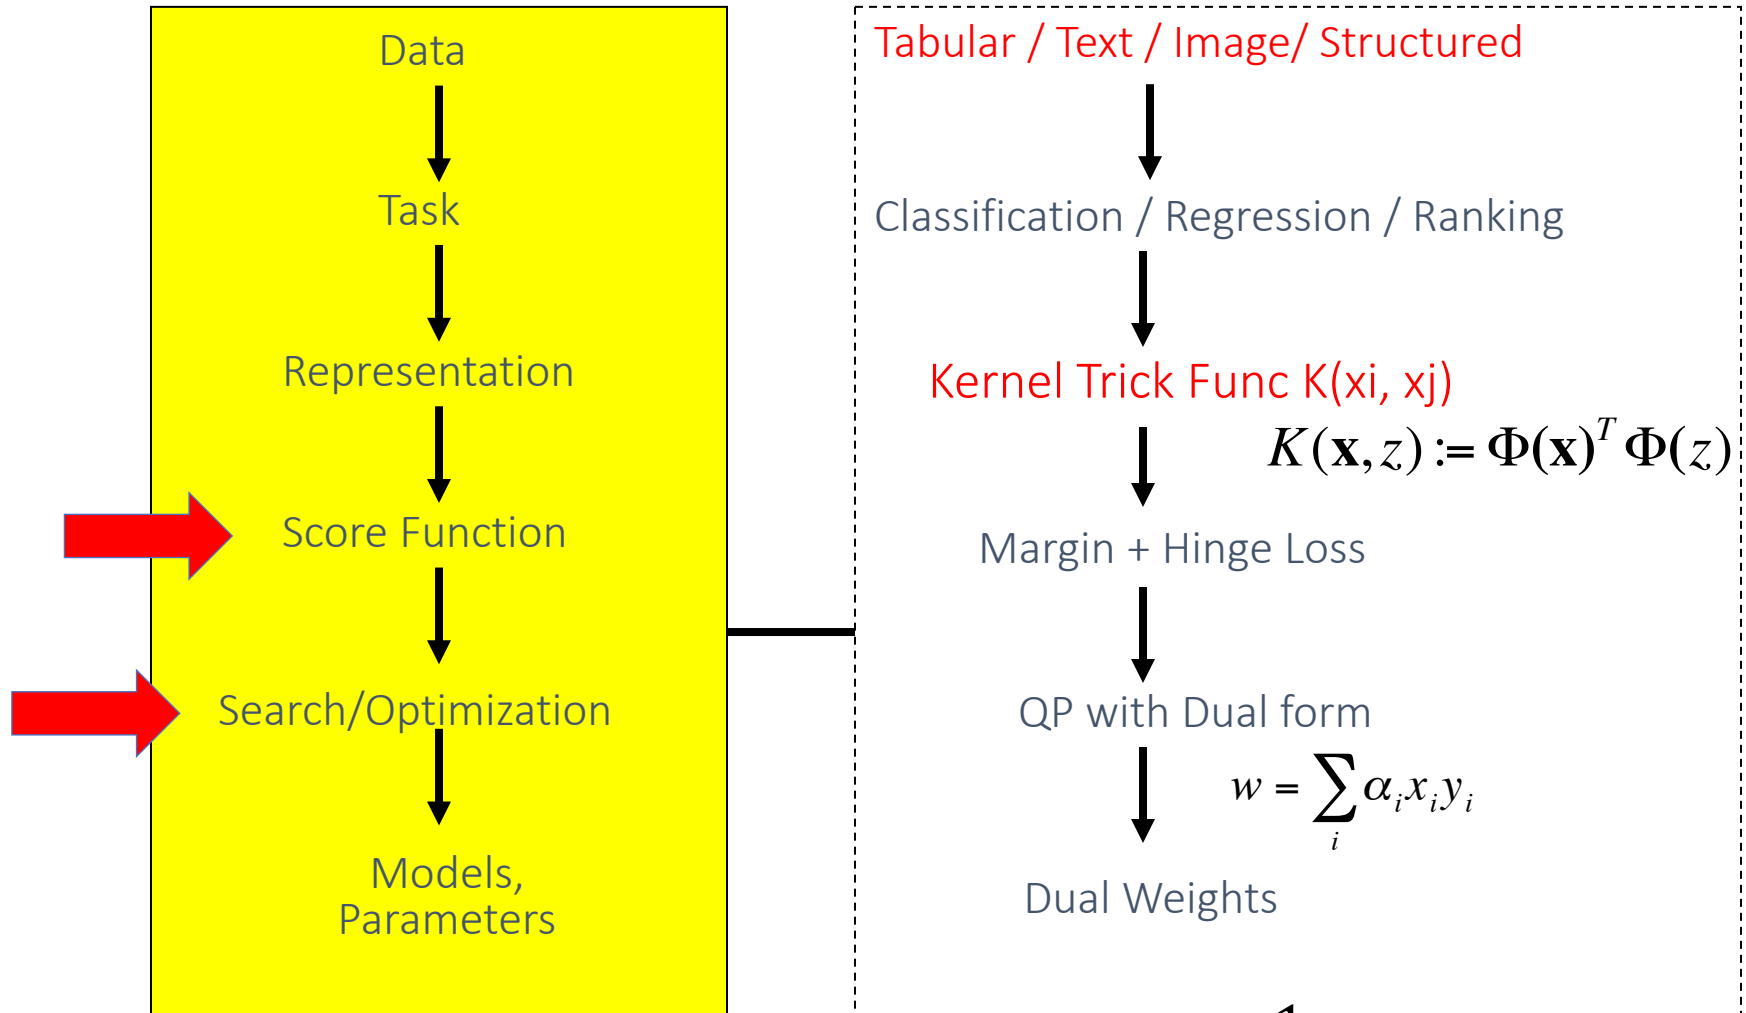 Data
Task
Representation
Score Function
Search/Optimization
Models,
Parameters
Tabular / Text / Image/ Structured
Classification / Regression / Ranking
Kernel Trick Func K(xi, xj)
K(x, z) := Φ(x)^T Φ(z)
Margin + Hinge Loss
QP with Dual form
w = ∑_i α_i x_i y_i
Dual Weights